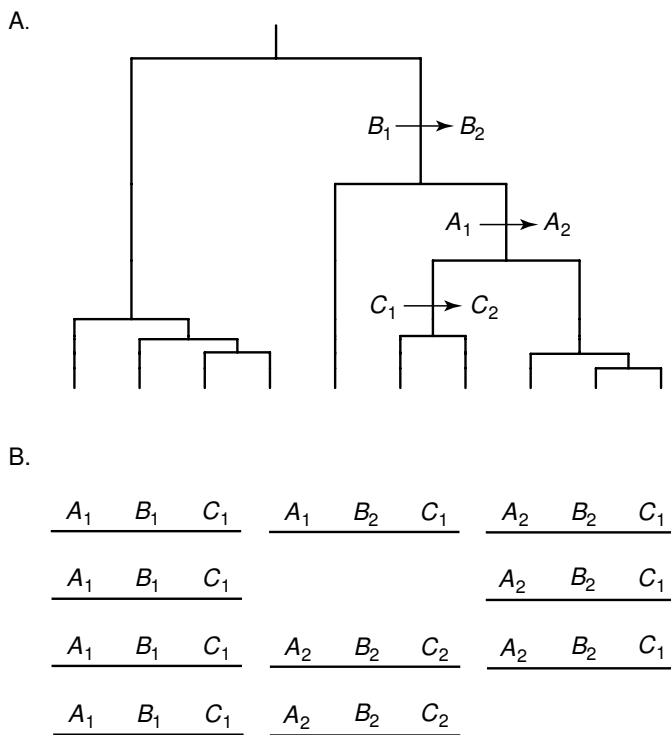 A.
B₁ B₂
A₁ A₂
C₁ C₂
B.
A₁ B₁ C₁ A₁ B₂ C₁ A₂ B₂ C₁
A₁ B₁ C₁ A₂ B₂ C₁
A₁ B₁ C₁ A₂ B₂ C₂ A₂ B₂ C₁
A₁ B₁ C₁ A₂ B₂ C₂